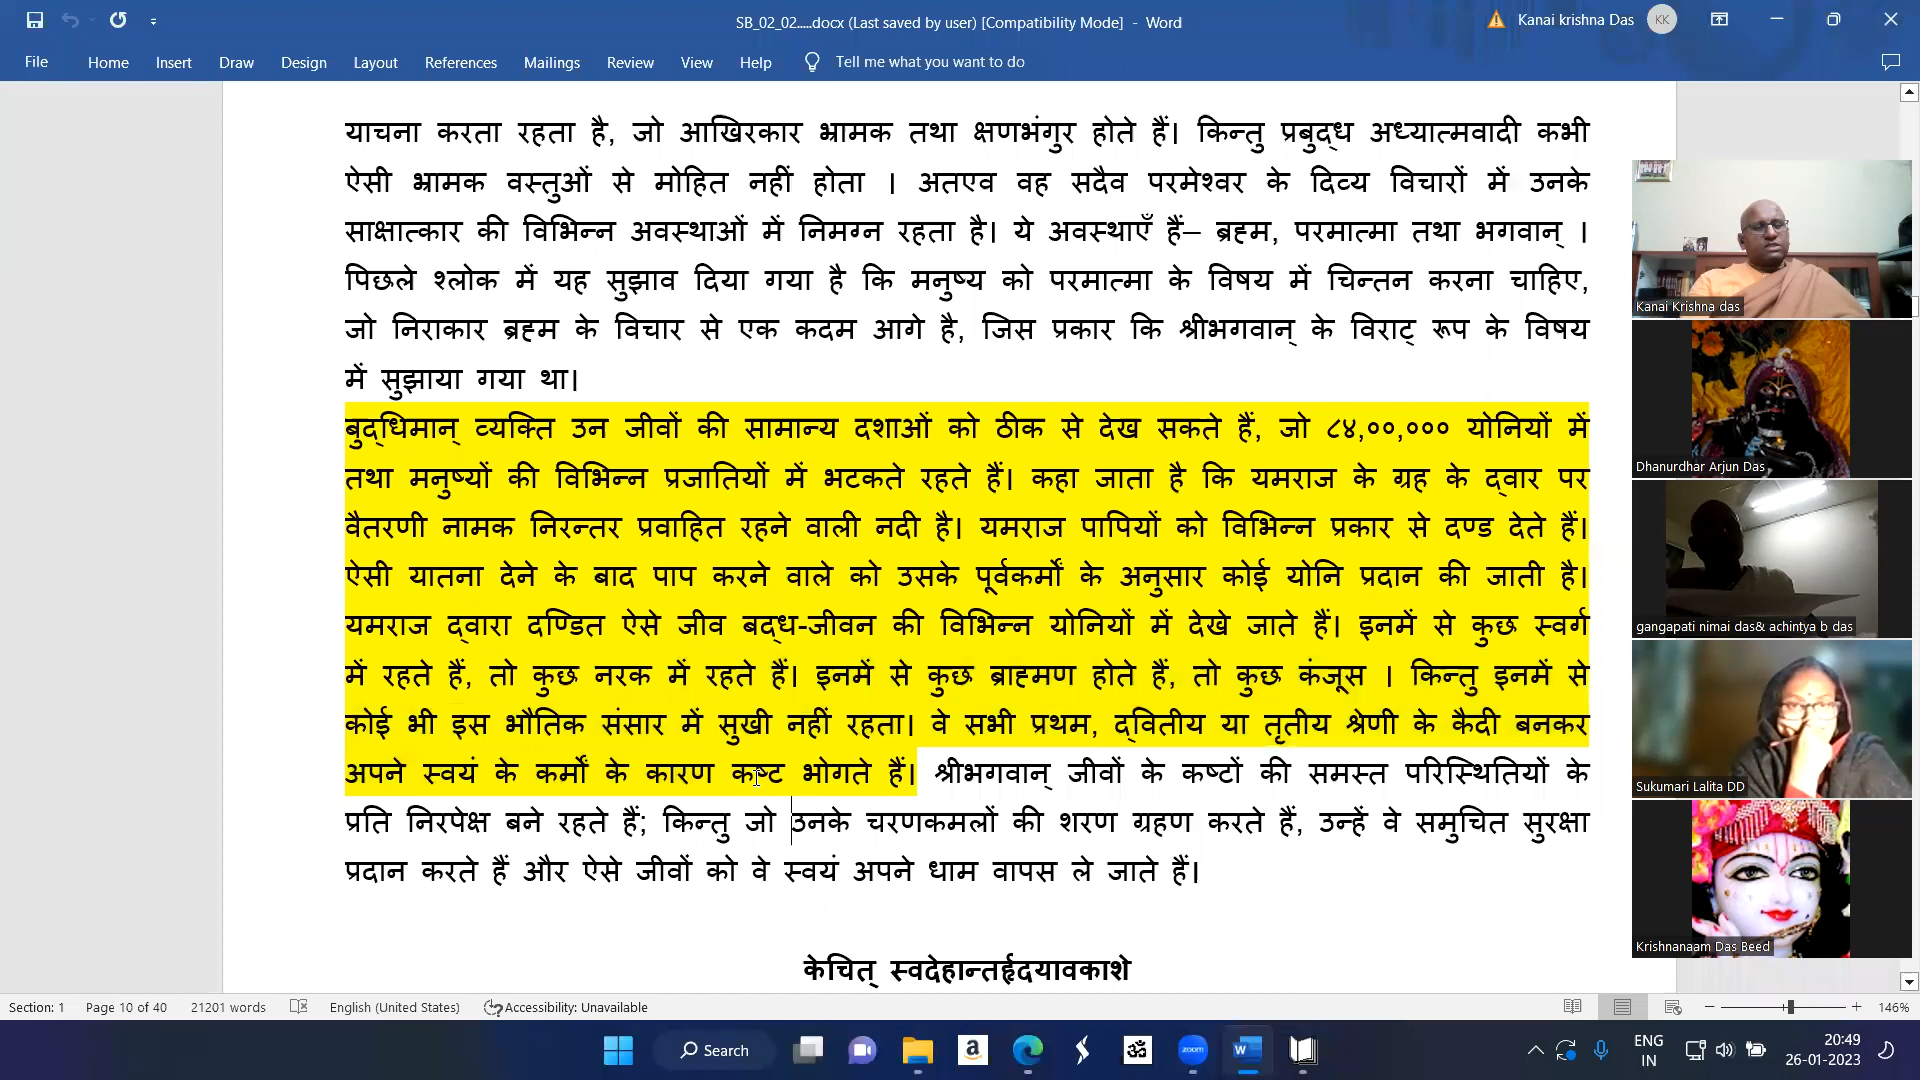 SB_02_02.....docx (Last saved by user) [Compatibility Mode] - Word
Kanai krishna Das
KK
File Home Insert Draw Design Layout References Mailings Review View Help Tell me what you want to do
याचना करता रहता है, जो आखिरकार भ्रामक तथा क्षणभंगुर होते हैं। किन्तु प्रबुद्ध अध्यात्मवादी कभी
ऐसी भ्रामक वस्तुओं से मोहित नहीं होता । अतएव वह सदैव परमेश्वर के दिव्य विचारों में उनके
साक्षात्कार की विभिन्न अवस्थाओं में निमग्न रहता है। ये अवस्थाएँ हैं— ब्रह्म, परमात्मा तथा भगवान् ।
पिछले श्लोक में यह सुझाव दिया गया है कि मनुष्य को परमात्मा के विषय में चिन्तन करना चाहिए,
जो निराकार ब्रह्म के विचार से एक कदम आगे है, जिस प्रकार कि श्रीभगवान् के विराट् रूप के विषय
में सुझाया गया था।
बुद्धिमान् व्यक्ति उन जीवों की सामान्य दशाओं को ठीक से देख सकते हैं, जो ८४,००,००० योनियों में
तथा मनुष्यों की विभिन्न प्रजातियों में भटकते रहते हैं। कहा जाता है कि यमराज के ग्रह के द्वार पर
वैतरणी नामक निरन्तर प्रवाहित रहने वाली नदी है। यमराज पापियों को विभिन्न प्रकार से दण्ड देते हैं।
ऐसी यातना देने के बाद पाप करने वाले को उसके पूर्वकर्मों के अनुसार कोई योनि प्रदान की जाती है।
यमराज द्वारा दण्डित ऐसे जीव बद्ध-जीवन की विभिन्न योनियों में देखे जाते हैं। इनमें से कुछ स्वर्ग
में रहते हैं, तो कुछ नरक में रहते हैं। इनमें से कुछ ब्राह्मण होते हैं, तो कुछ कंजूस । किन्तु इनमें से
कोई भी इस भौतिक संसार में सुखी नहीं रहता। वे सभी प्रथम, द्वितीय या तृतीय श्रेणी के कैदी बनकर
अपने स्वयं के कर्मों के कारण कष्ट भोगते हैं। श्रीभगवान् जीवों के कष्टों की समस्त परिस्थितियों के
प्रति निरपेक्ष बने रहते हैं; किन्तु जो उनके चरणकमलों की शरण ग्रहण करते हैं, उन्हें वे समुचित सुरक्षा
प्रदान करते हैं और ऐसे जीवों को वे स्वयं अपने धाम वापस ले जाते हैं।
केचित् स्वदेहान्तर्हृदयावकाशे
Kanai Krishna das
Dhanurdhar Arjun Das
gangapati nimai das& achintya b das
Sukumari Lalita DD
Krishnanaam Das Beed
Section: 1 Page 10 of 40 21201 words English (United States) Accessibility: Unavailable 146%
Search
zoom
ENG
IN
20:49
26-01-2023